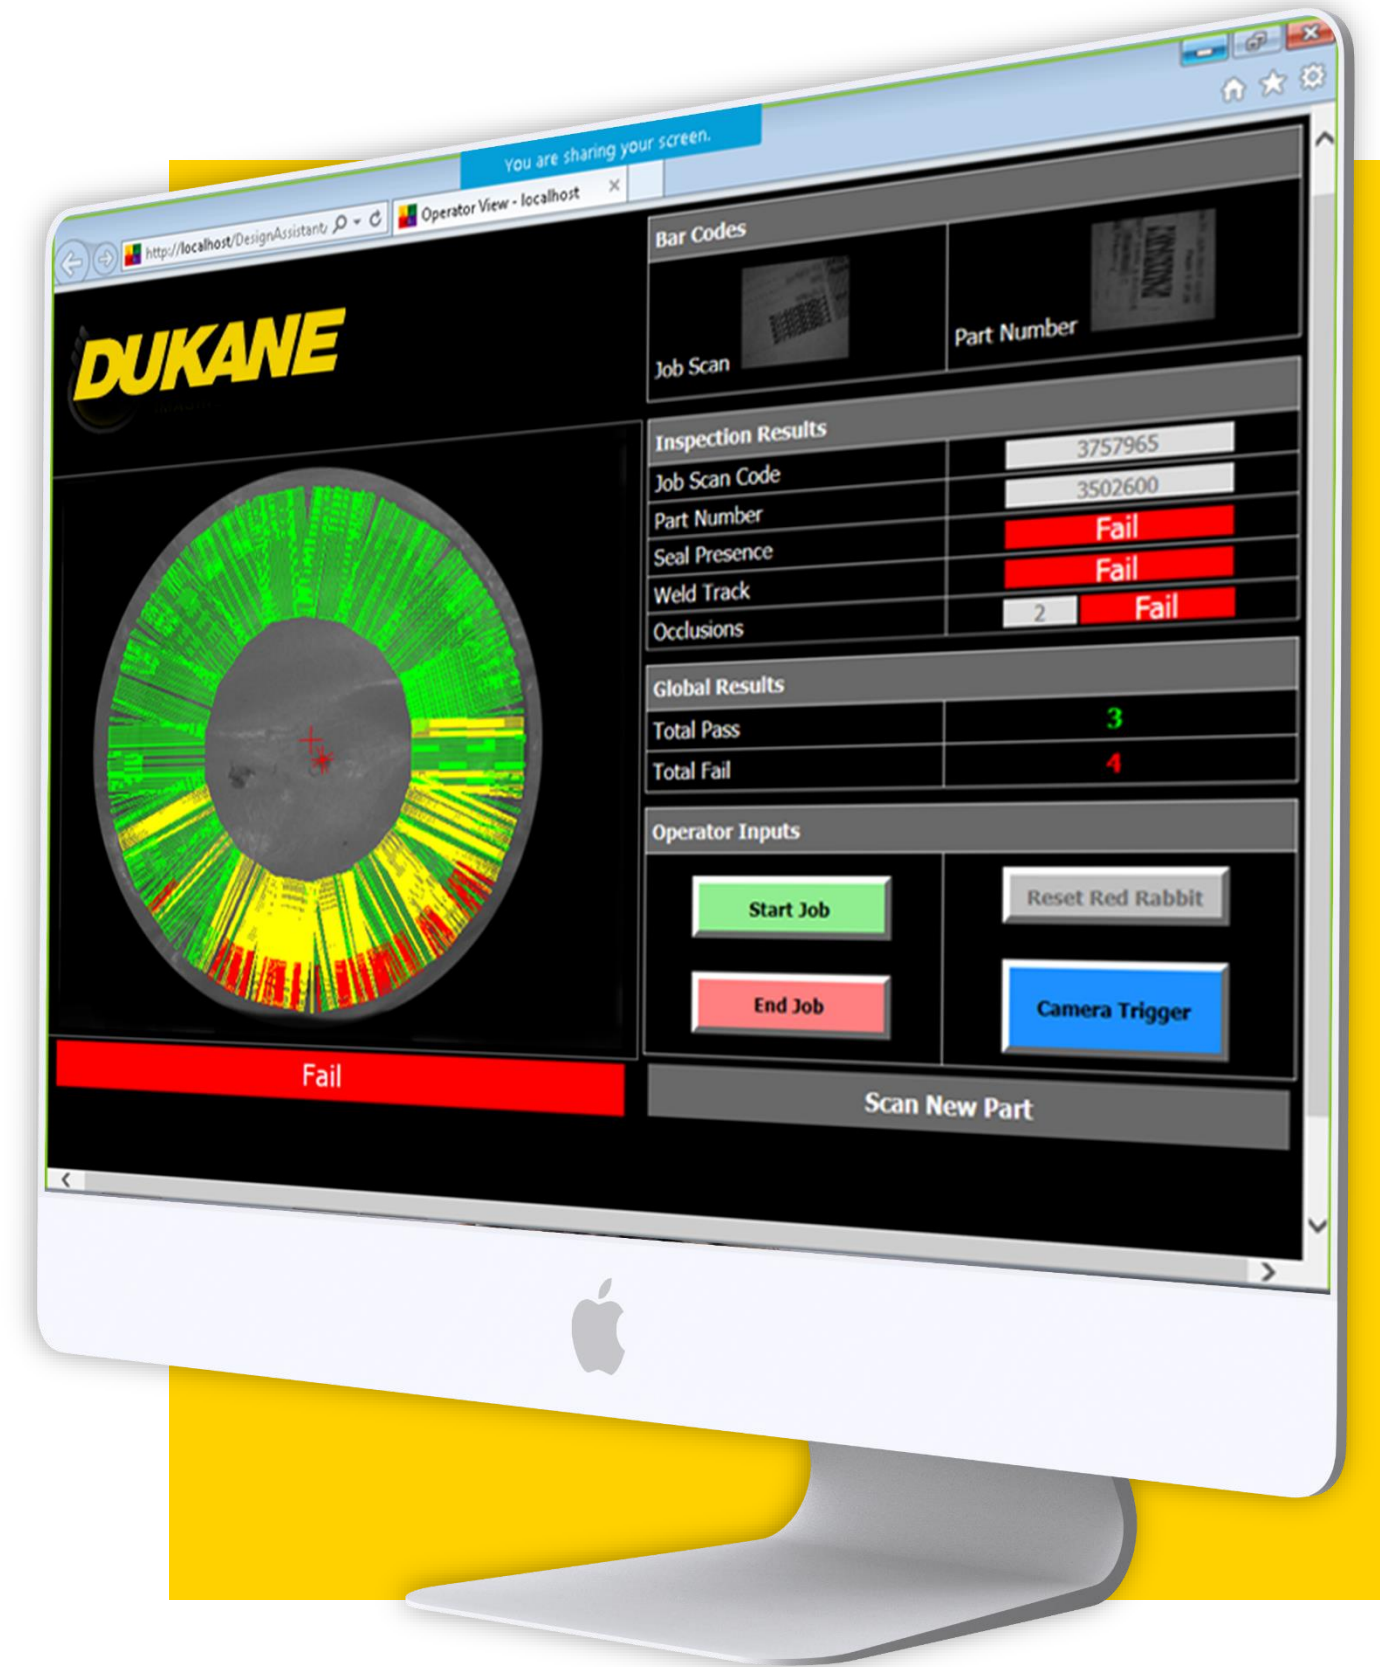 You are sharing your screen.
http://localhost/DesignAssistant/
Operator View - localhost
DUKANE
Bar Codes
Job Scan
Part Number
Inspection Results
Job Scan Code
3757965
Part Number
3502600
Seal Presence
Fail
Weld Track
Fail
Occlusions
2
Fail
Global Results
Total Pass
3
Total Fail
4
Operator Inputs
Start Job
Reset Red Rabbit
End Job
Camera Trigger
Fail
Scan New Part